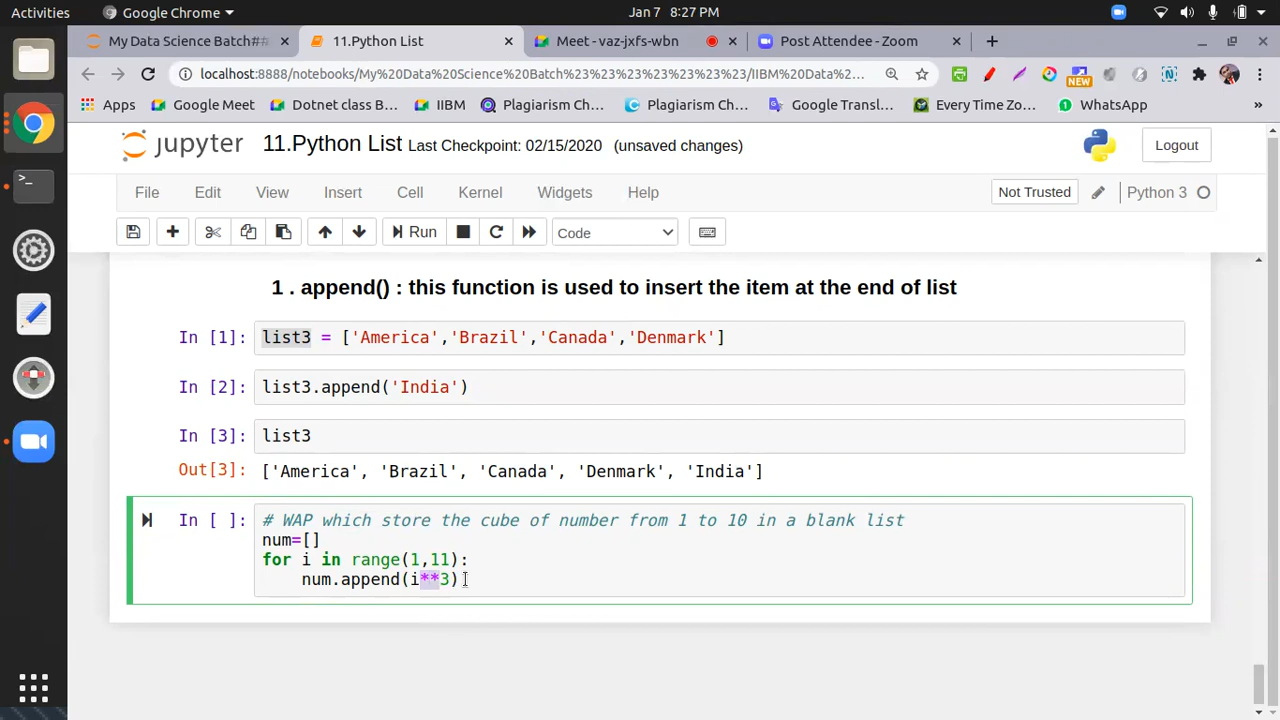 Activities
Google Chrome
Jan 7 8:27 PM
My Data Science Batch##
11.Python List
Meet - vaz-jxfs-wbn
Post Attendee - Zoom
localhost:8888/notebooks/My%20Data%20Science%20Batch%23%23%23%23%23%23/IIBM%20Data%2...
NEW
Apps
Google Meet
Dotnet class B...
IIBM
Plagiarism Ch...
Plagiarism Ch...
Google Transl...
Every Time Zo...
WhatsApp
»
jupyter
11.Python List Last Checkpoint: 02/15/2020 (unsaved changes)
Logout
File
Edit
View
Insert
Cell
Kernel
Widgets
Help
Not Trusted
Python 3
Run
Code
1 . append() : this function is used to insert the item at the end of list
In [1]: list3 = ['America','Brazil','Canada','Denmark']
In [2]: list3.append('India')
In [3]: list3
Out[3]: ['America', 'Brazil', 'Canada', 'Denmark', 'India']
In [ ]: # WAP which store the cube of number from 1 to 10 in a blank list
num=[]
for i in range(1,11):
num.append(i**3)